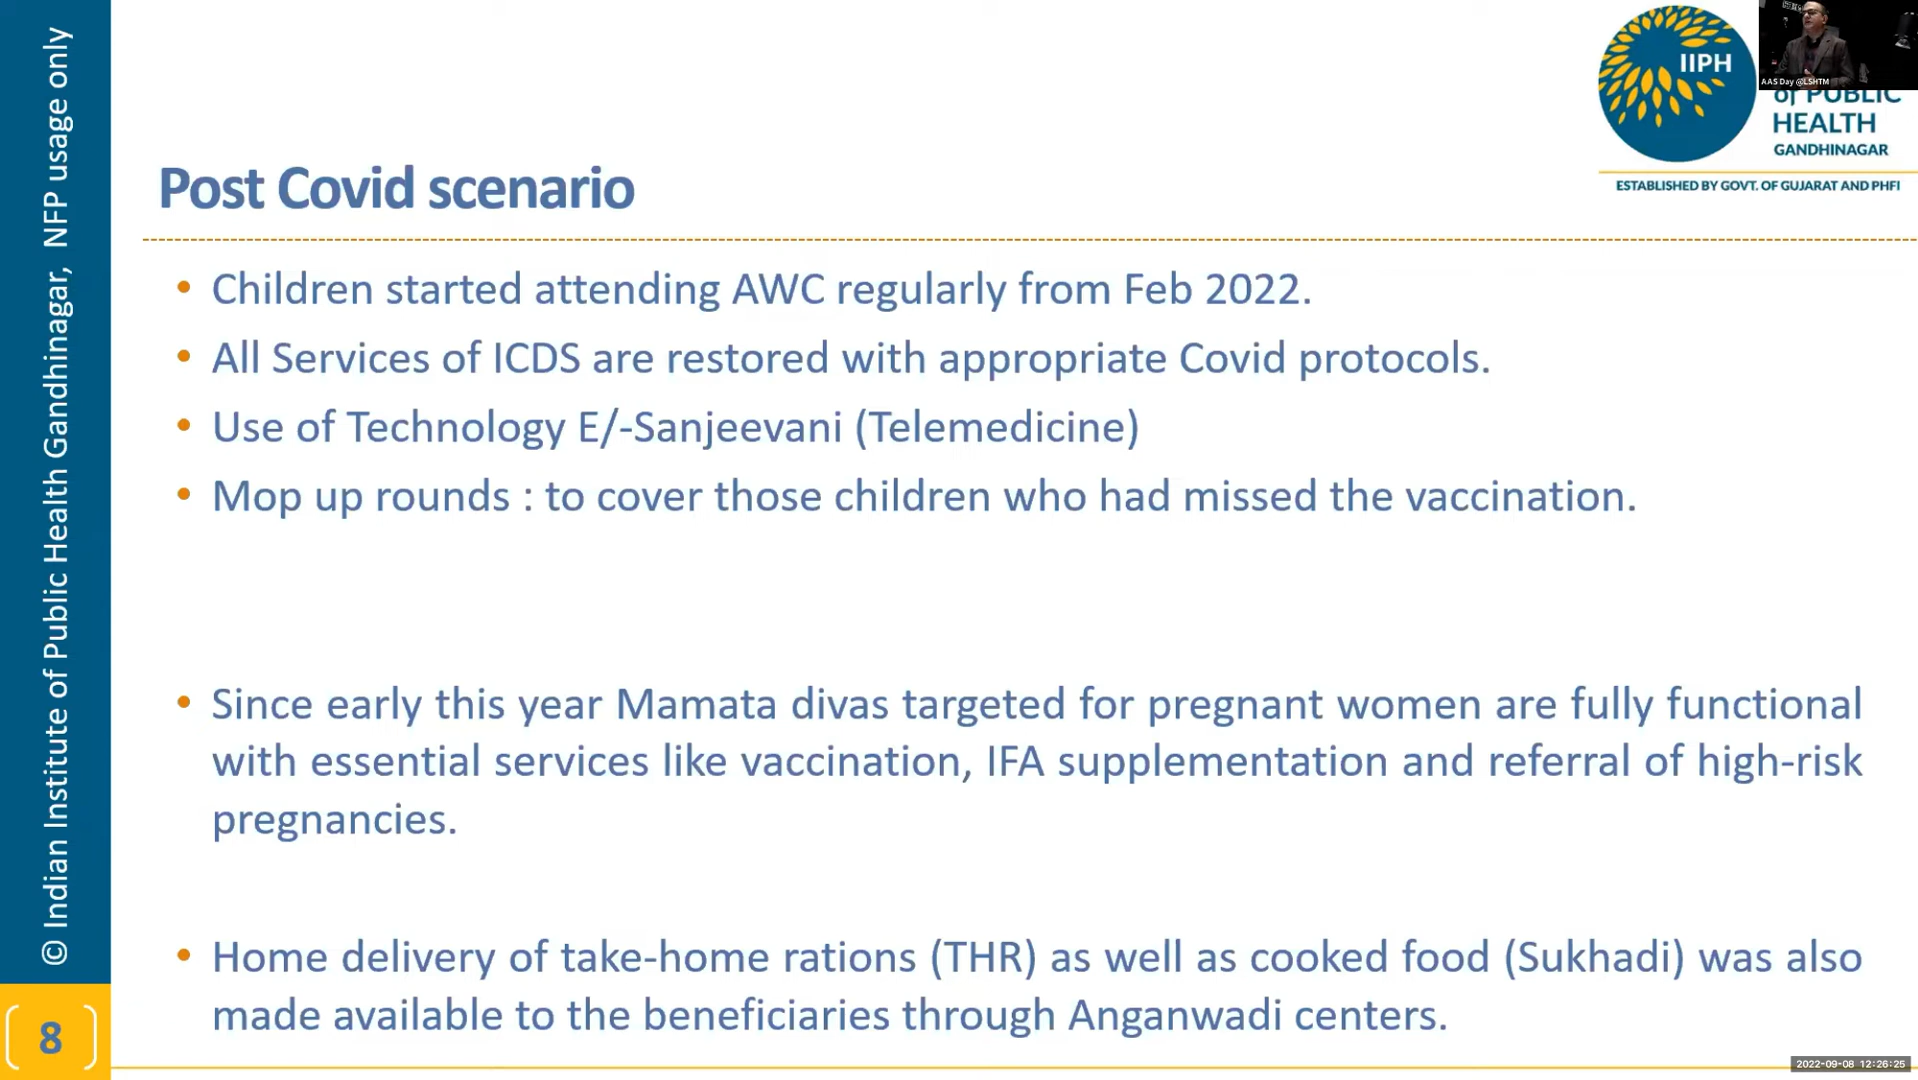 © Indian Institute of Public Health Gandhinagar, NFP usage only
IIPH
AAS Day @LSHTM
of PUBLIC
HEALTH
GANDHINAGAR
ESTABLISHED BY GOVT. OF GUJARAT AND PHFI
Post Covid scenario
• Children started attending AWC regularly from Feb 2022.
• All Services of ICDS are restored with appropriate Covid protocols.
• Use of Technology E/-Sanjeevani (Telemedicine)
• Mop up rounds : to cover those children who had missed the vaccination.
• Since early this year Mamata divas targeted for pregnant women are fully functional
with essential services like vaccination, IFA supplementation and referral of high-risk
pregnancies.
• Home delivery of take-home rations (THR) as well as cooked food (Sukhadi) was also
made available to the beneficiaries through Anganwadi centers.
8
2022-09-08 12:26:25